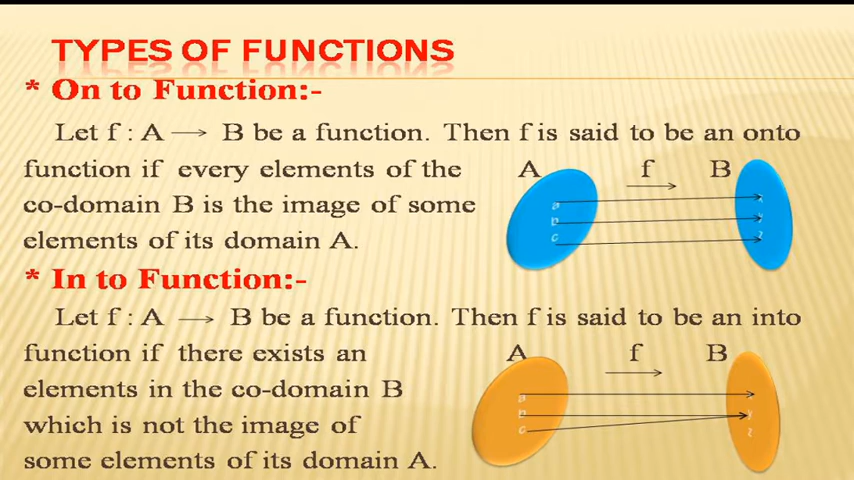 TYPES OF FUNCTIONS
* On to Function:-
Let f : A → B be a function. Then f is said to be an onto
function if every elements of the
co-domain B is the image of some
elements of its domain A.
A f B
a
b
c
* In to Function:-
Let f : A → B be a function. Then f is said to be an into
function if there exists an
elements in the co-domain B
which is not the image of
some elements of its domain A.
A f B
a
b
c